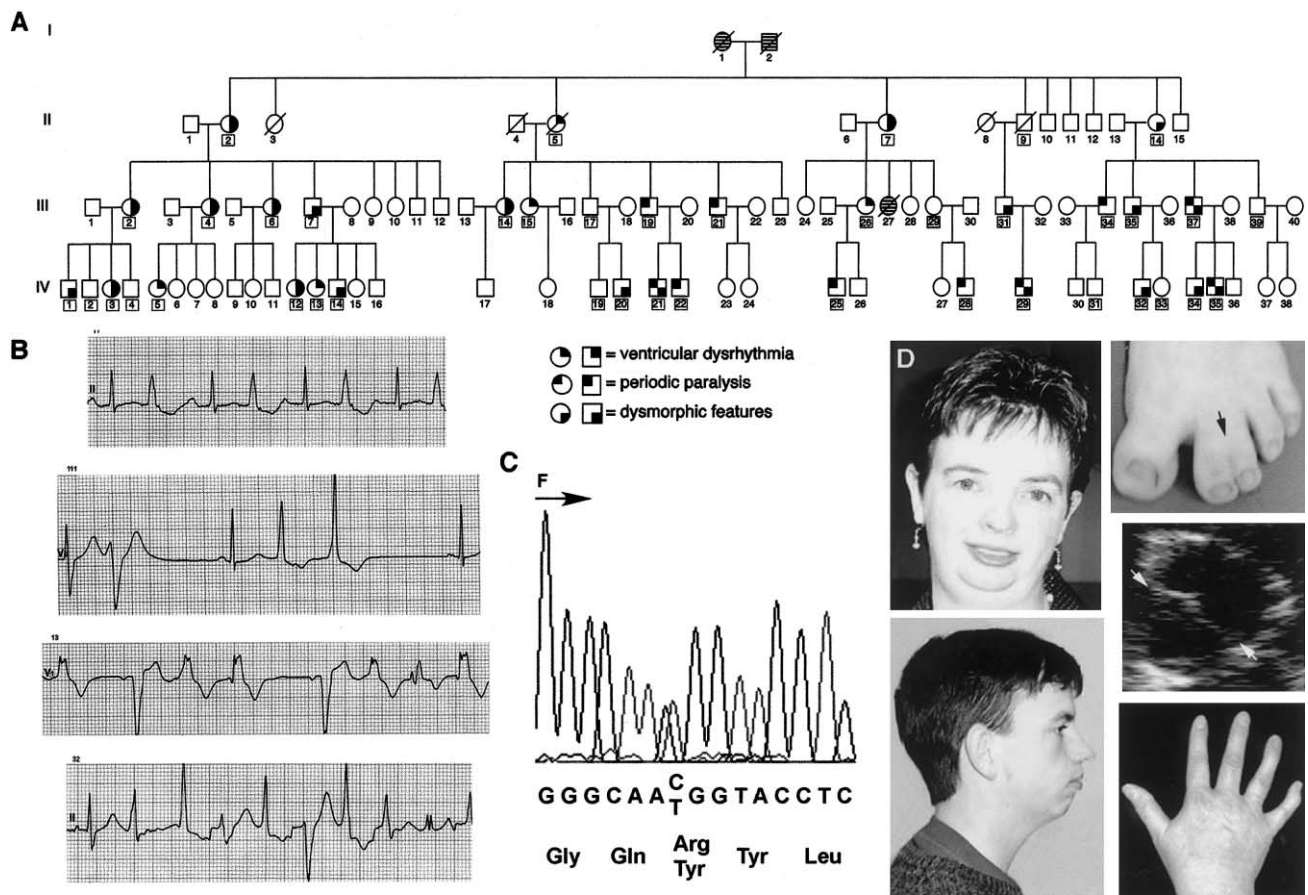 A
I
1 2
II
1 2 3 4 5 6 7 8 9 10 11 12 13 14 15
III
1 2 3 4 5 6 7 8 9 10 11 12 13 14 15 16 17 18 19 20 21 22 23 24 25 26 27 28 29 30 31 32 33 34 35 36 37 38 39 40
IV
1 2 3 4 5 6 7 8 9 10 11 12 13 14 15 16 17 18 19 20 21 22 23 24 25 26 27 28 29 30 31 32 33 34 35 36 37 38
= ventricular dysrhythmia
= periodic paralysis
= dysmorphic features
B
II
111
13
V1
32
II
C
F
C
G G G C A A G G T A C C T C
T
Gly Gln Arg Tyr Leu
Tyr
D